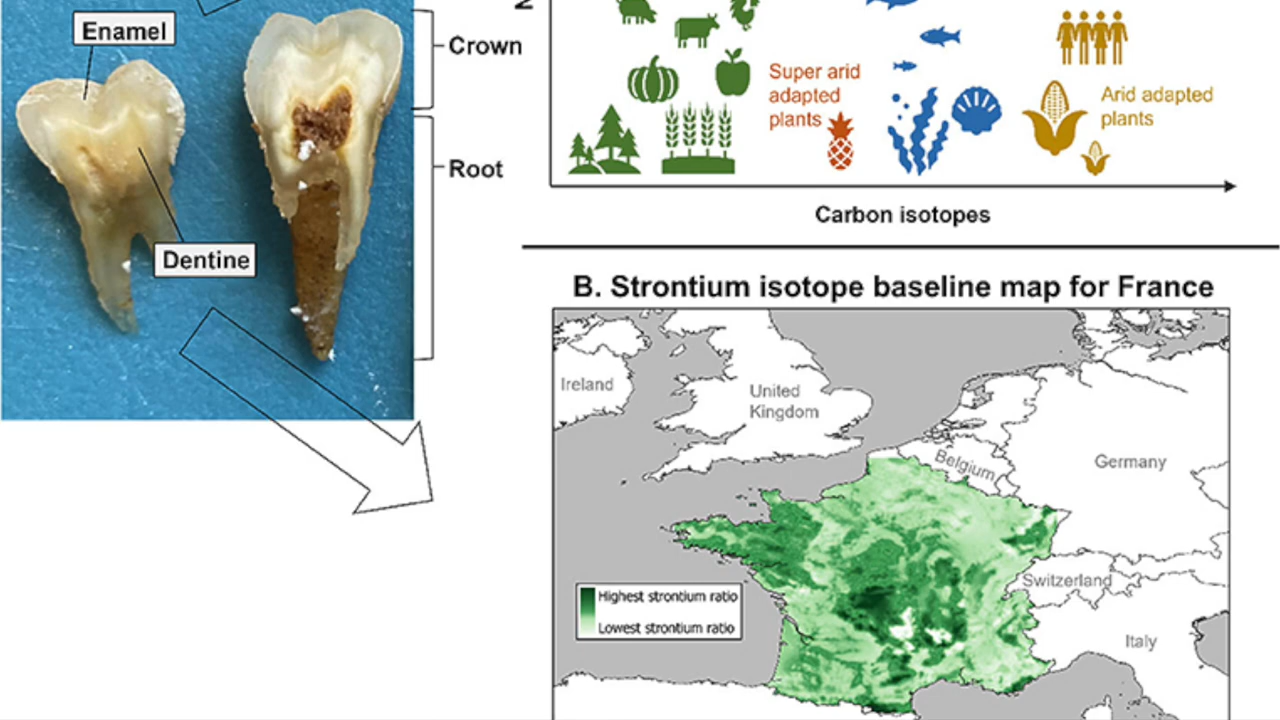 Enamel
Crown
Root
Dentine
Super arid
adapted
plants
Arid adapted
plants
Carbon isotopes
B. Strontium isotope baseline map for France
Ireland
United
Kingdom
Belgium
Germany
Switzerland
Italy
Highest strontium ratio
Lowest strontium ratio